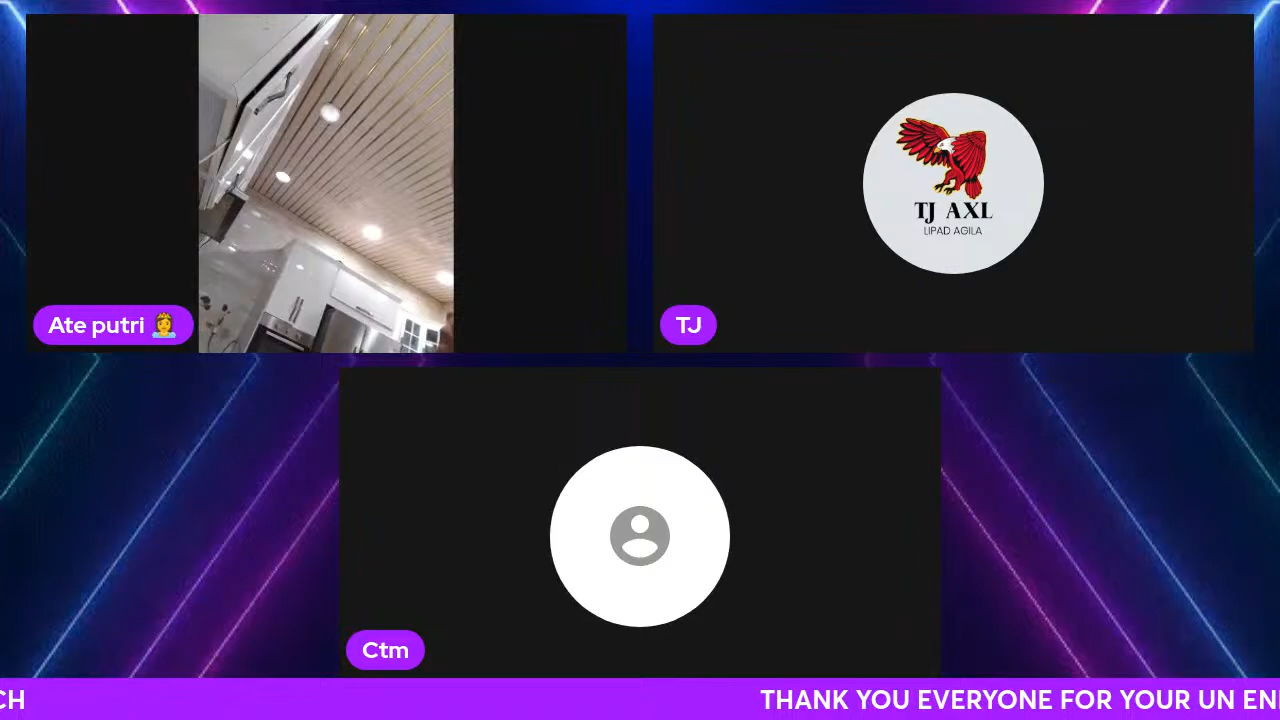 Ate putri
TJ AXL
LIPAD AGILA
TJ
Ctm
CH
THANK YOU EVERYONE FOR YOUR UN EN